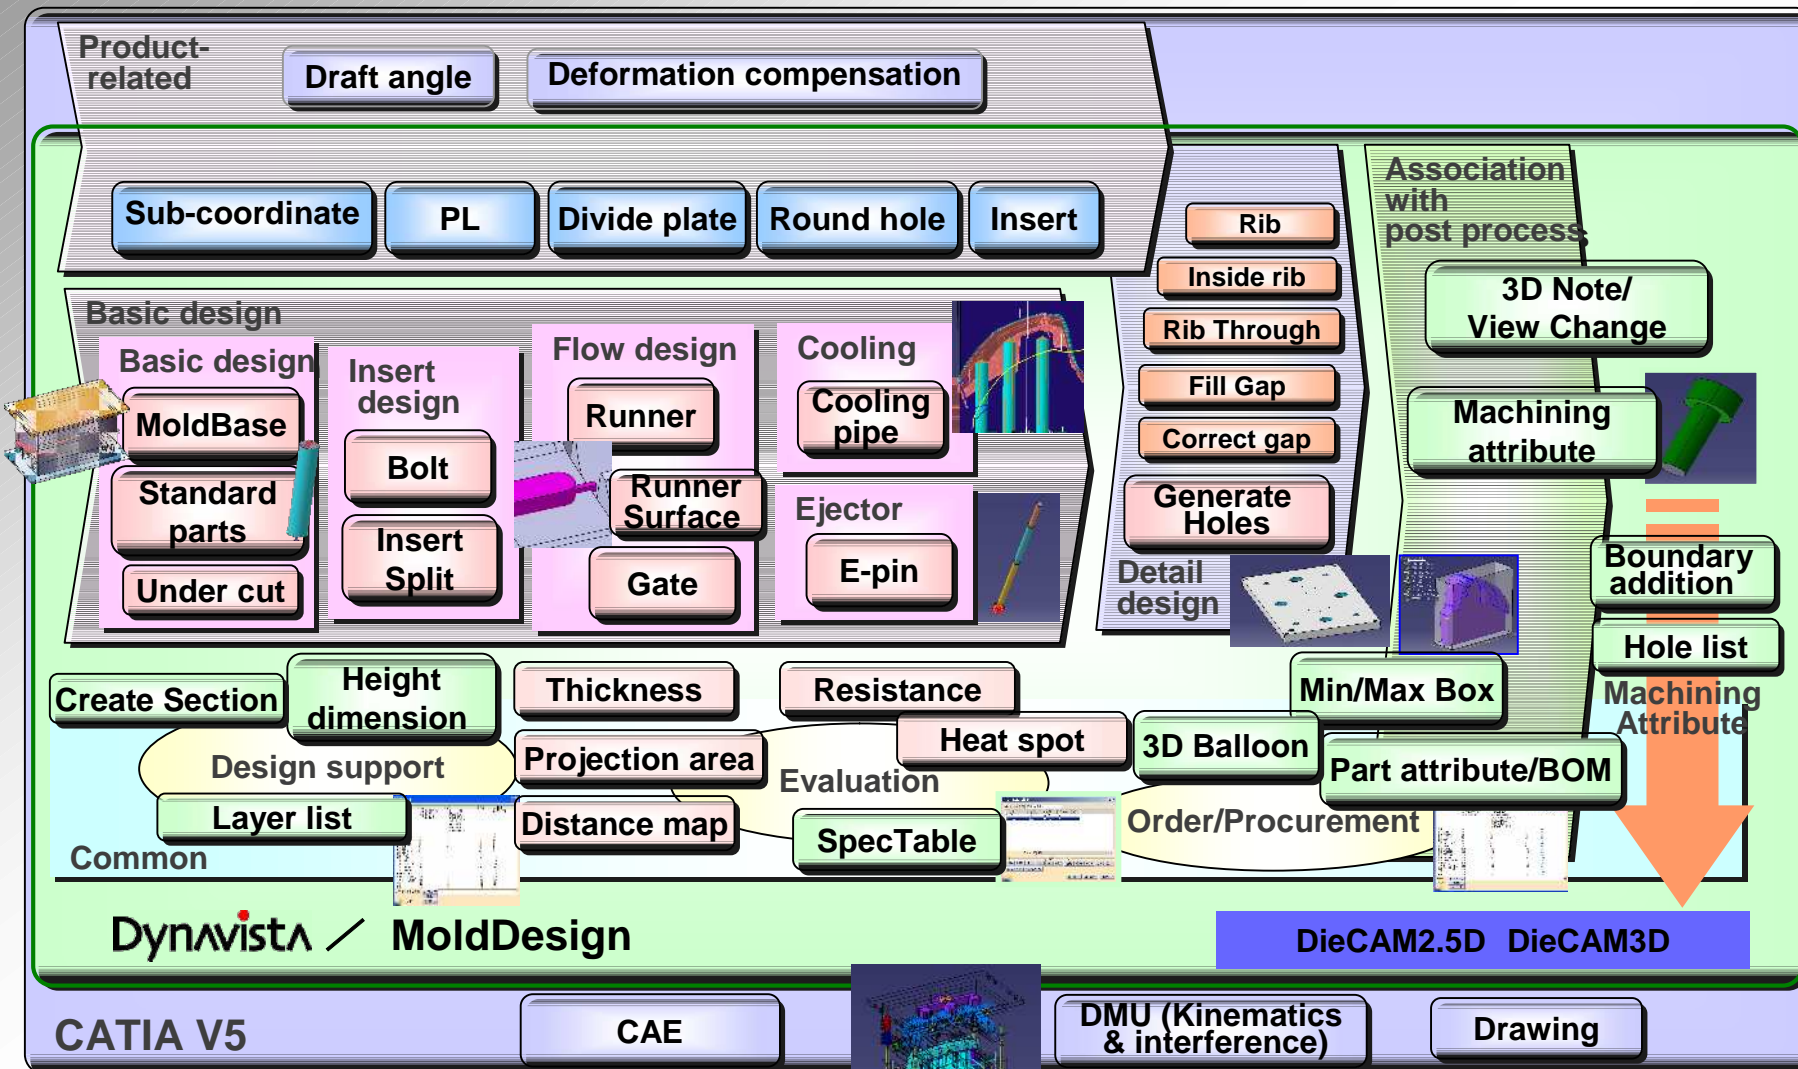 Product-
related
Draft angle
Deformation compensation
Sub-coordinate
PL
Divide plate
Round hole
Insert
Rib
Inside rib
Rib Through
Fill Gap
Correct gap
Generate
Holes
Detail
design
Association
with
post process
3D Note/
View Change
Machining
attribute
Boundary
addition
Hole list
Machining
Attribute
Basic design
Basic design
MoldBase
Standard
parts
Under cut
Insert
design
Bolt
Insert
Split
Flow design
Runner
Runner
Surface
Gate
Cooling
Cooling
pipe
Ejector
E-pin
Create Section
Height
dimension
Thickness
Resistance
Min/Max Box
Design support
Projection area
Evaluation
Heat spot
3D Balloon
Part attribute/BOM
Layer list
Distance map
SpecTable
Order/Procurement
Common
Dynavista / MoldDesign
DieCAM2.5D DieCAM3D
CATIA V5
CAE
DMU (Kinematics
& interference)
Drawing